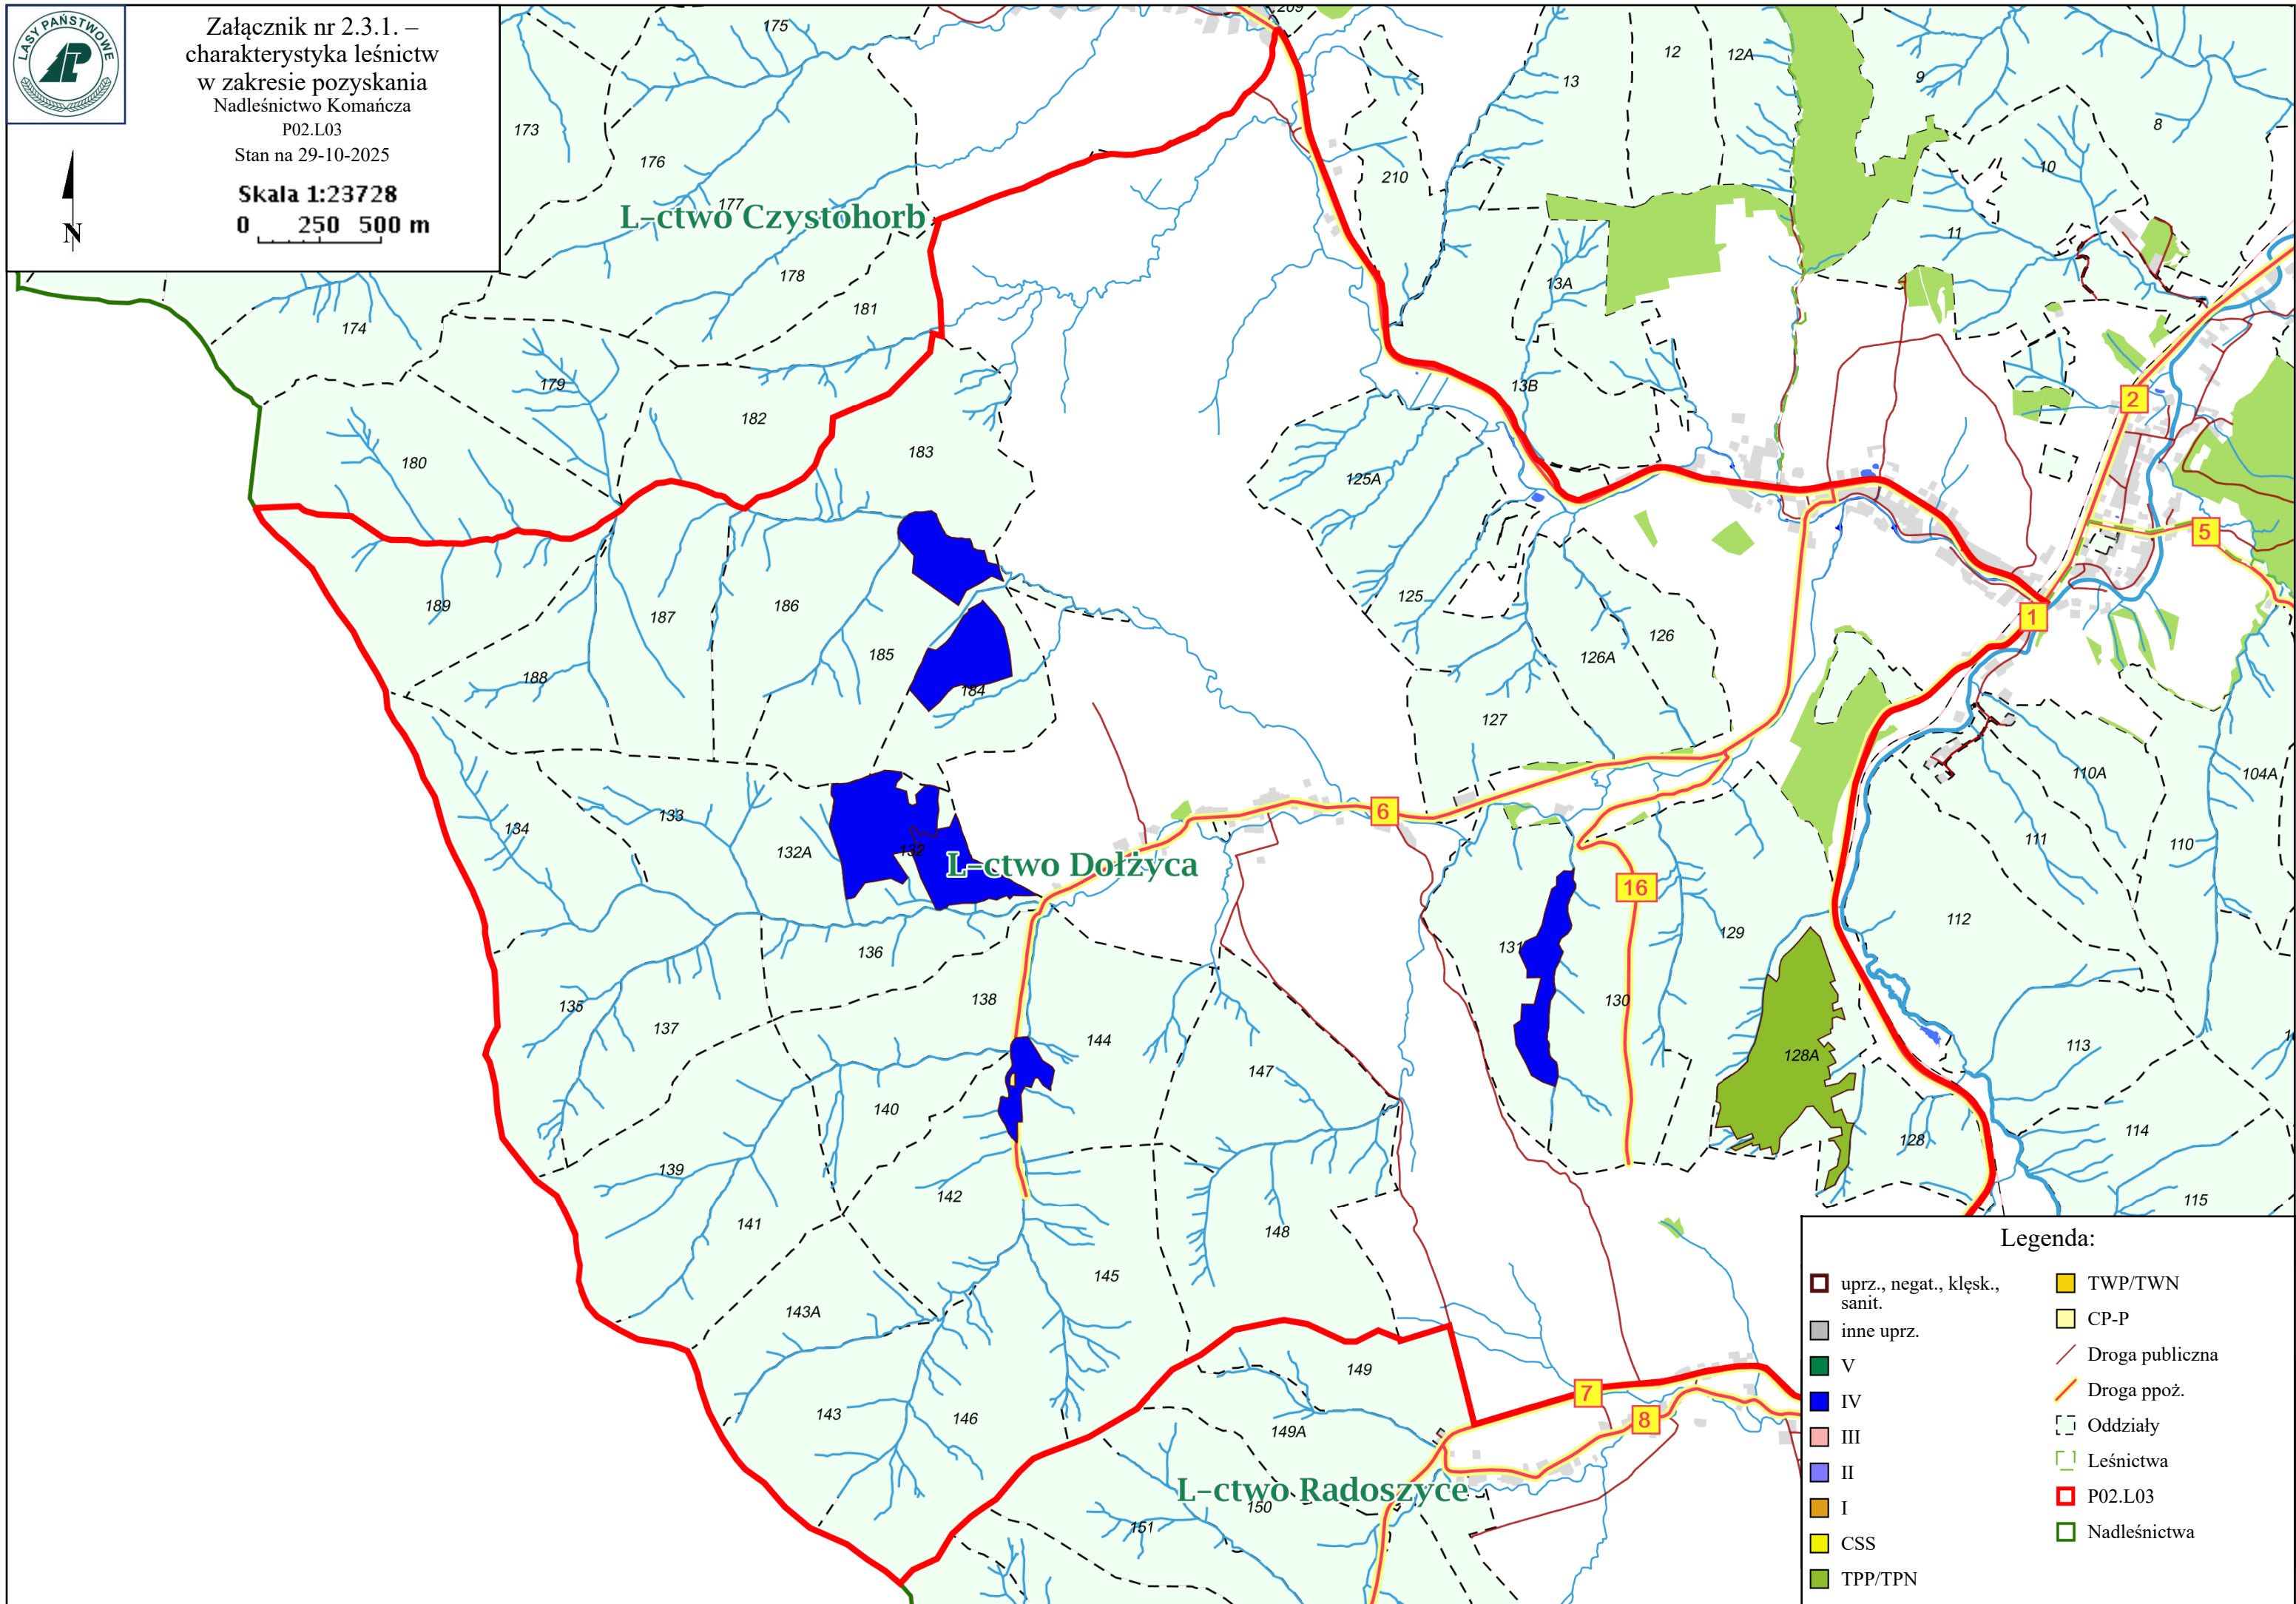 LASY PAŃSTWOWE
Załącznik nr 2.3.1. –
charakterystyka leśnictw
w zakresie pozyskania
Nadleśnictwo Komańcza
P02.L03
Stan na 29-10-2025
Skala 1:23728
0 250 500 m
N
175
209
173
176
177
L-ctwo Czystohorb
178
181
174
179
182
180
183
12
12A
13
9
8
10
210
11
13A
13B
2
125A
5
189
187
186
125
126
1
185
126A
188
184
127
110A
104A
133
134
132A
132
6
L-ctwo Dołżyca
111
110
16
112
136
131
129
138
130
135
137
144
113
128A
147
140
114
128
139
142
115
141
148
145
143A
149
7
8
143
146
149A
L-ctwo Radoszyce
150
151
Legenda:
uprz., negat., klęsk.,
sanit.
inne uprz.
V
IV
III
II
I
CSS
TPP/TPN
TWP/TWN
CP-P
Droga publiczna
Droga ppoż.
Oddziały
Leśnictwa
P02.L03
Nadleśnictwa